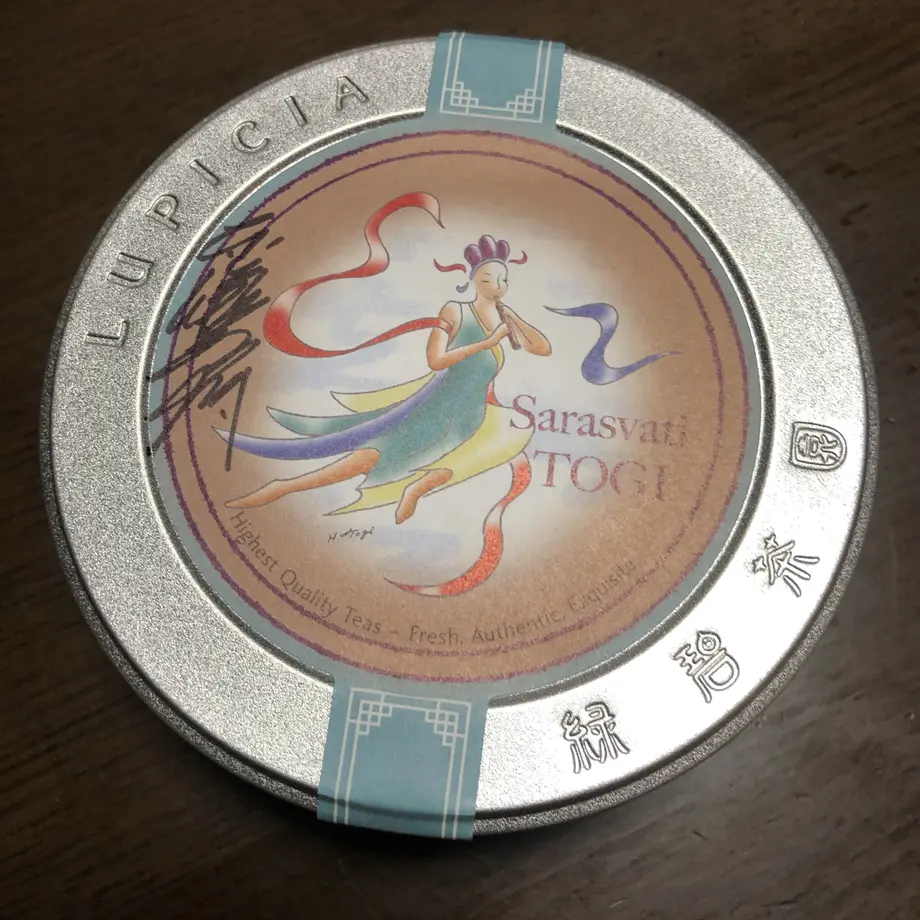 LUPICIA
Sarasvati
TOGI
H. Togi
Highest Quality Teas – Fresh, Authentic, Exquisite
緑碧茶園